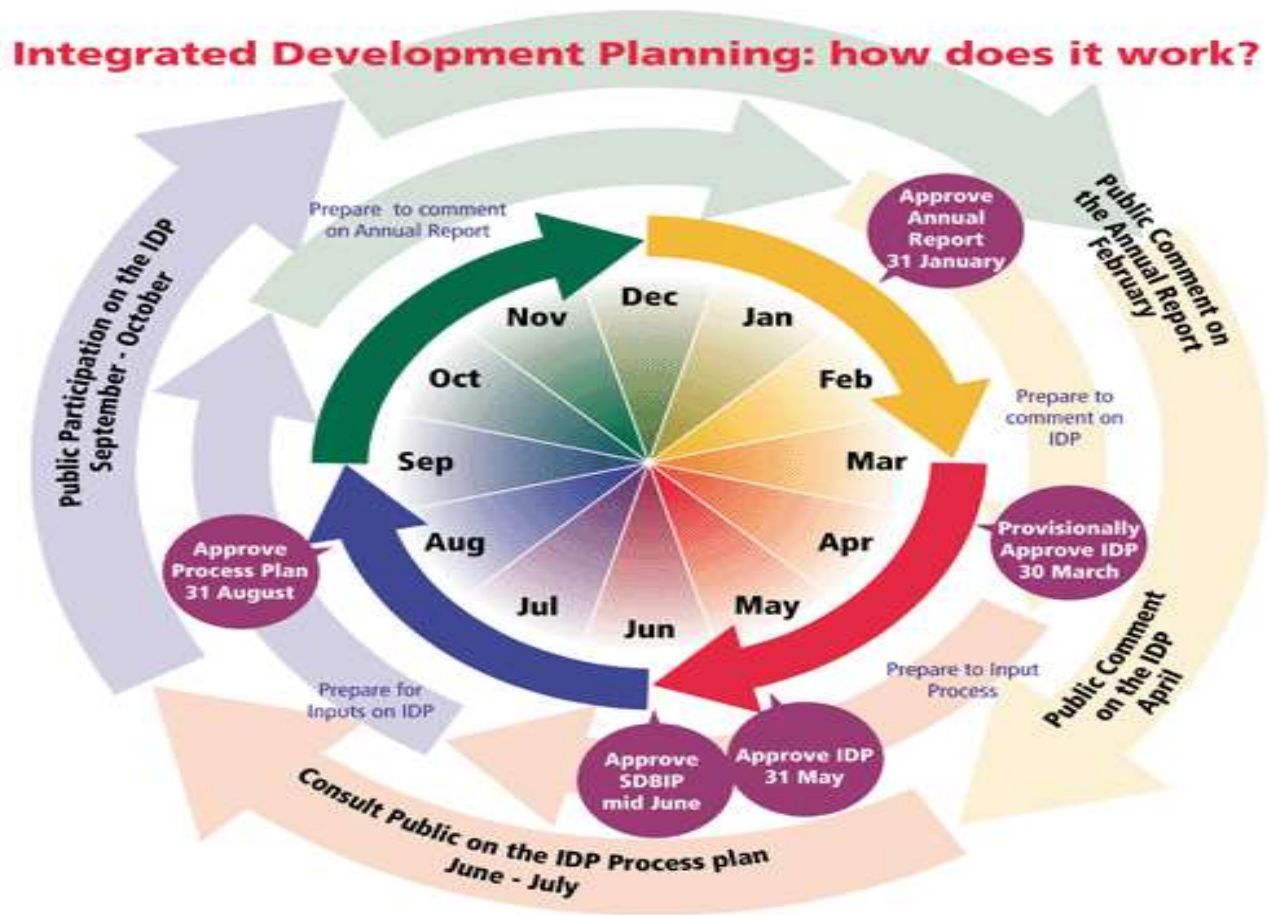 Integrated Development Planning: how does it work?
Prepare to comment
on Annual Report
Approve
Annual
Report
31 January
Public Comment on
the Annual Report
February
Public Participation on the IDP
September - October
Dec
Jan
Feb
Mar
Apr
May
Jun
Jul
Aug
Sep
Oct
Nov
Prepare to
comment on
IDP
Provisionally
Approve IDP
30 March
Approve
Process Plan
31 August
Public Comment
on the IDP
April
Prepare to Input
Process
Prepare for
Inputs on IDP
Approve
SDBIP
mid June
Approve IDP
31 May
Consult Public on the IDP Process plan
June - July